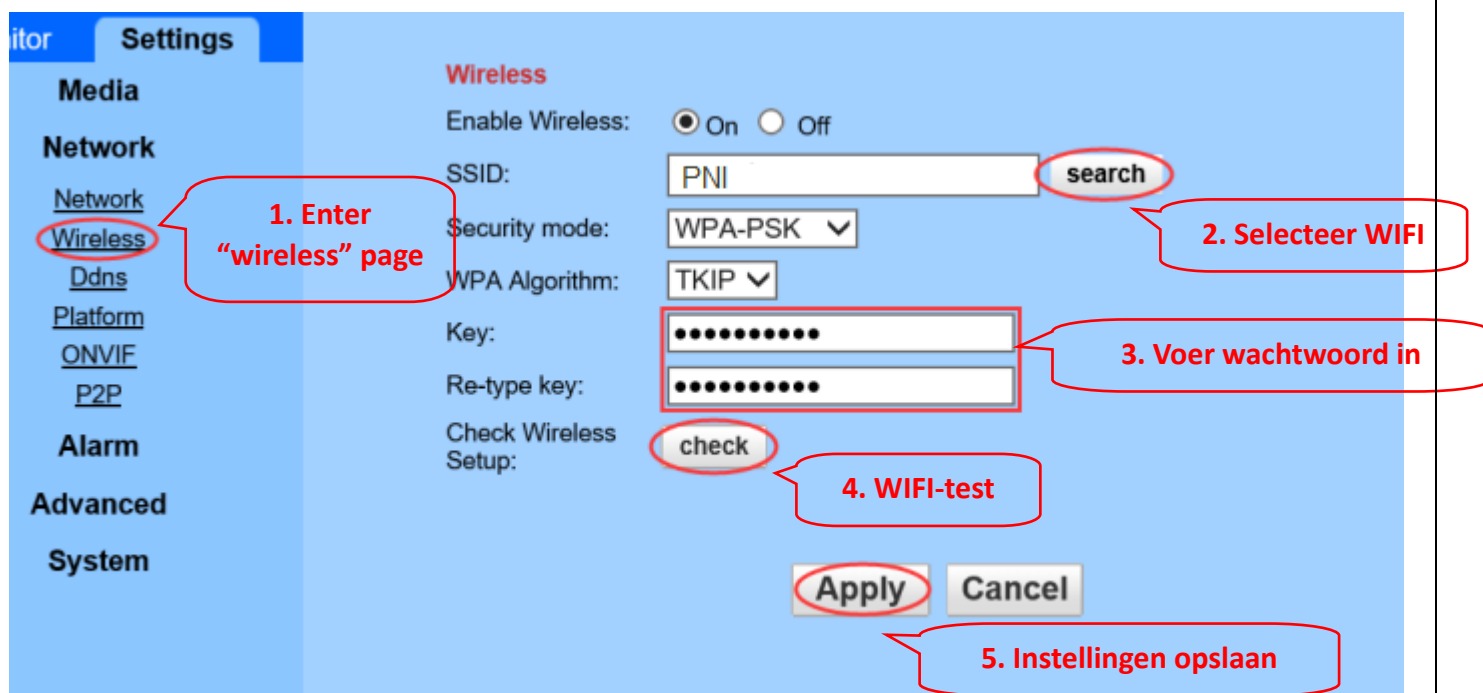 itor Settings
Media
Network
Network
Wireless
Ddns
Platform
ONVIF
P2P
Alarm
Advanced
System
1. Enter
“wireless” page
Wireless
Enable Wireless: On Off
SSID: PNI search
2. Selecteer WIFI
Security mode: WPA-PSK
WPA Algorithm: TKIP
Key: ●●●●●●●●●●
3. Voer wachtwoord in
Re-type key: ●●●●●●●●●●
Check Wireless
Setup: check
4. WIFI-test
Apply Cancel
5. Instellingen opslaan